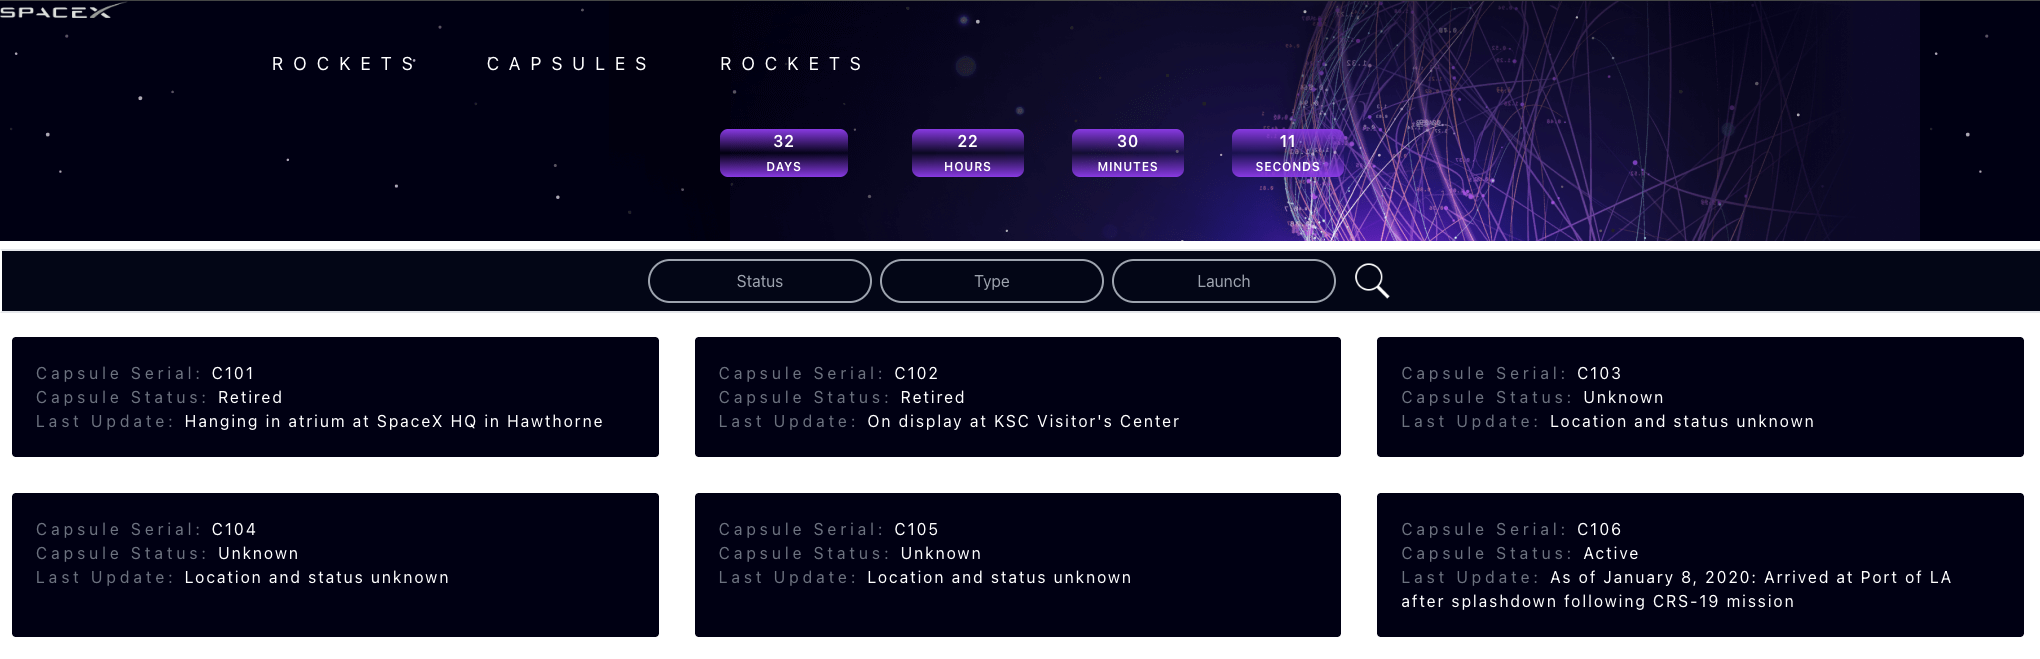 SPACEX
ROCKETS CAPSULES ROCKETS
32 22 30 11
DAYS HOURS MINUTES SECONDS
Status Type Launch
Capsule Serial: C101
Capsule Status: Retired
Last Update: Hanging in atrium at SpaceX HQ in Hawthorne
Capsule Serial: C102
Capsule Status: Retired
Last Update: On display at KSC Visitor's Center
Capsule Serial: C103
Capsule Status: Unknown
Last Update: Location and status unknown
Capsule Serial: C104
Capsule Status: Unknown
Last Update: Location and status unknown
Capsule Serial: C105
Capsule Status: Unknown
Last Update: Location and status unknown
Capsule Serial: C106
Capsule Status: Active
Last Update: As of January 8, 2020: Arrived at Port of LA
after splashdown following CRS-19 mission